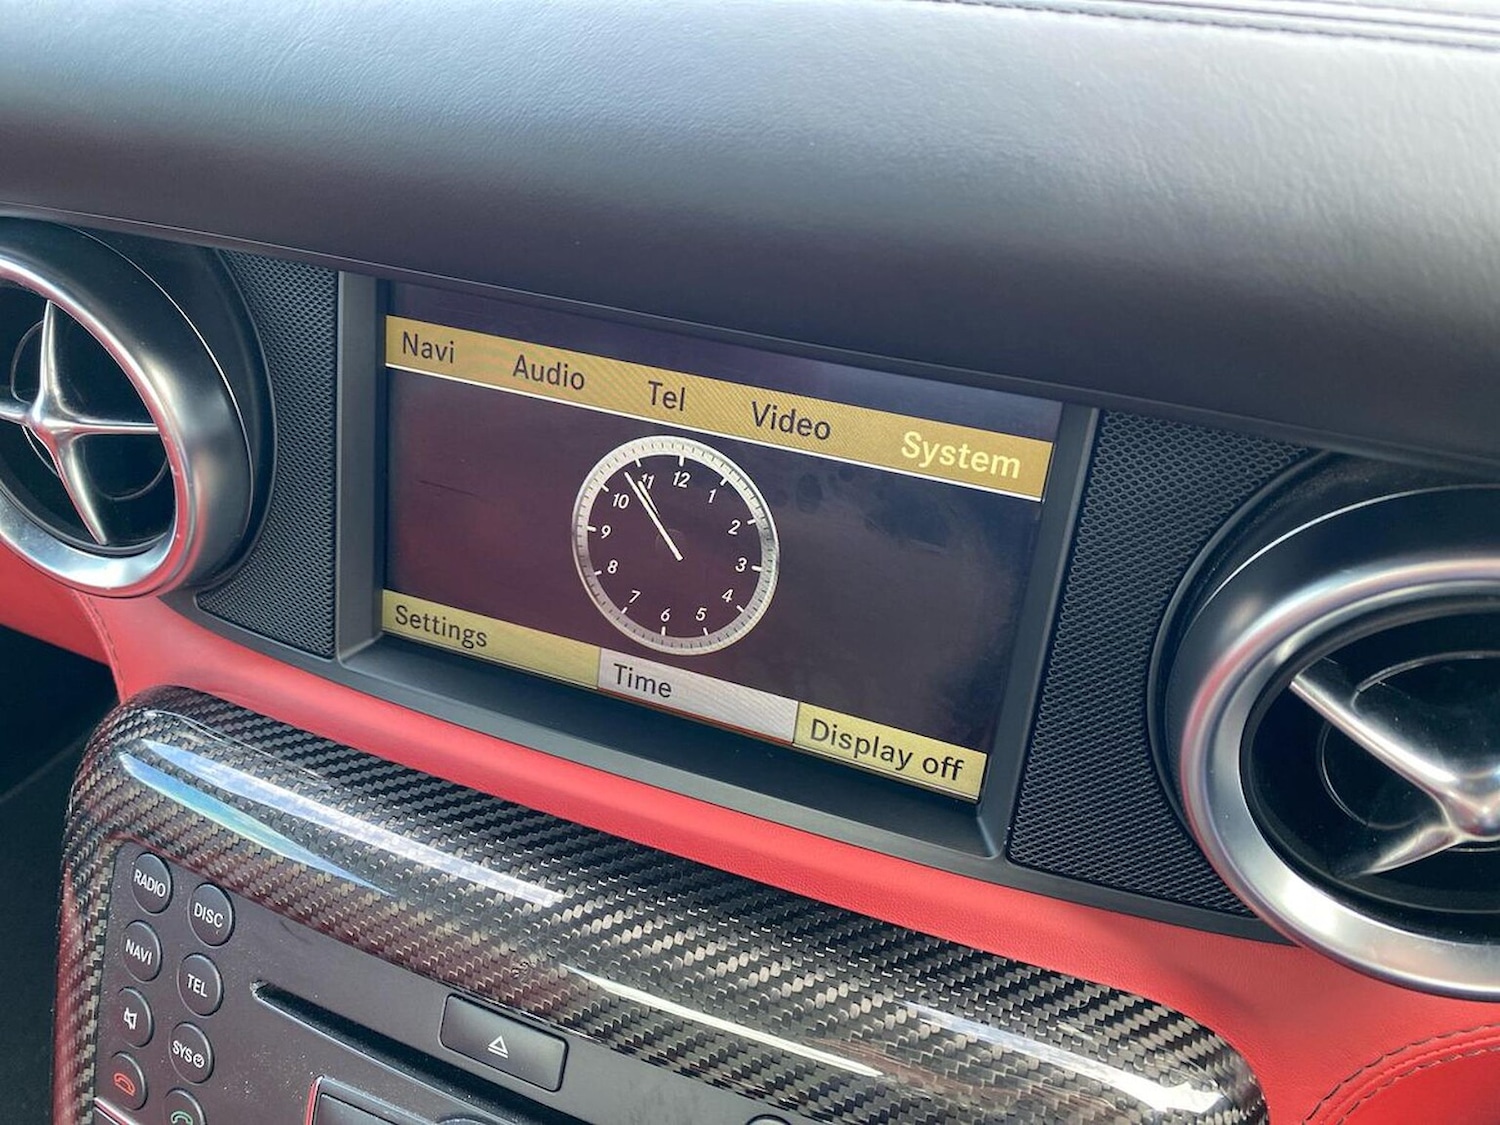 Navi Audio Tel Video System
12
1
2
3
4
5
6
7
8
9
10
11
Settings Time Display off
RADIO DISC
NAVI TEL
SYS